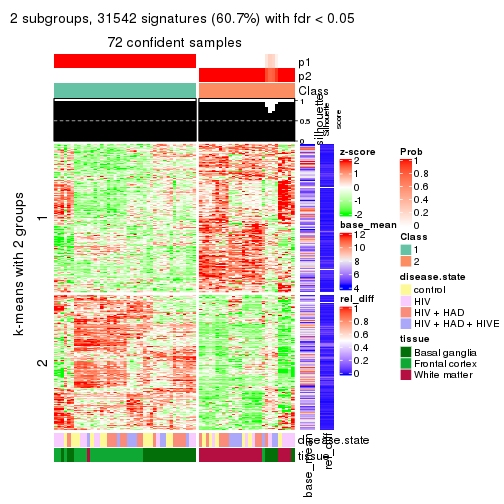 2 subgroups, 31542 signatures (60.7%) with fdr < 0.05
72 confident samples
p1
p2
Class
silhouette
Silhouette score
1
0.5
0
k-means with 2 groups
1
2
disease.state
tissue
base_mean
rel_diff
z-score
2
1
0
-1
-2
base_mean
12
10
8
6
4
rel_diff
1
0.8
0.6
0.4
0.2
0
Prob
1
0.8
0.6
0.4
0.2
0
Class
1
2
disease.state
control
HIV
HIV + HAD
HIV + HAD + HIVE
tissue
Basal ganglia
Frontal cortex
White matter